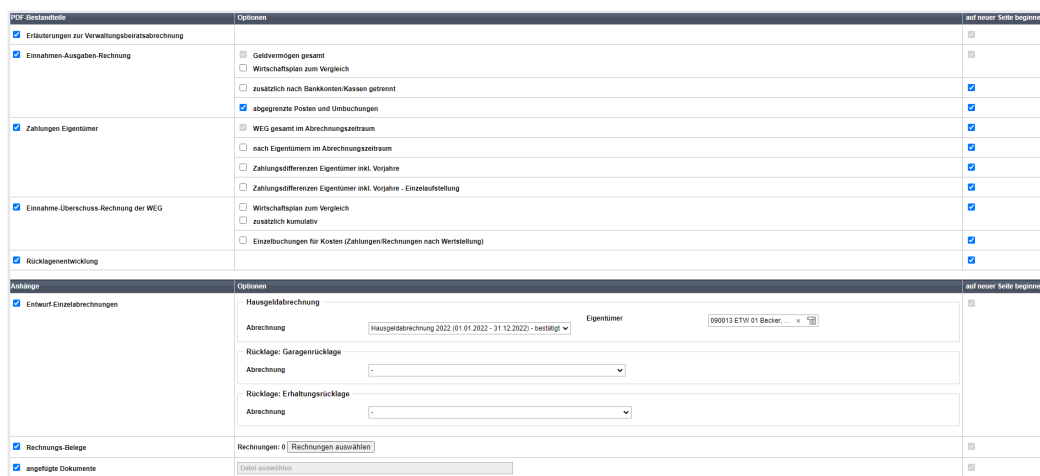 PDF-Bestandteile Optionen auf neuer Seite beginne
Erläuterungen zur Verwaltungsbeiratsabrechnung
Einnahmen-Ausgaben-Rechnung Geldvermögen gesamt
Wirtschaftsplan zum Vergleich
zusätzlich nach Bankkonten/Kassen getrennt
abgegrenzte Posten und Umbuchungen
Zahlungen Eigentümer WEG gesamt im Abrechnungszeitraum
nach Eigentümern im Abrechnungszeitraum
Zahlungsdifferenzen Eigentümer inkl. Vorjahre
Zahlungsdifferenzen Eigentümer inkl. Vorjahre - Einzelaufstellung
Einnahme-Überschuss-Rechnung der WEG Wirtschaftsplan zum Vergleich
zusätzlich kumulativ
Einzelbuchungen für Kosten (Zahlungen/Rechnungen nach Wertstellung)
Rücklagenentwicklung
Anhänge Optionen auf neuer Seite beginne
Entwurf-Einzelabrechnungen Hausgeldabrechnung
Eigentümer 090013 ETW 01 Becker, ... ×
Abrechnung Hausgeldabrechnung 2022 (01.01.2022 - 31.12.2022) - bestätigt
Rücklage: Garagenrücklage
Abrechnung -
Rücklage: Erhaltungsrücklage
Abrechnung -
Rechnungs-Belege Rechnungen: 0 Rechnungen auswählen
angefügte Dokumente Datei auswählen